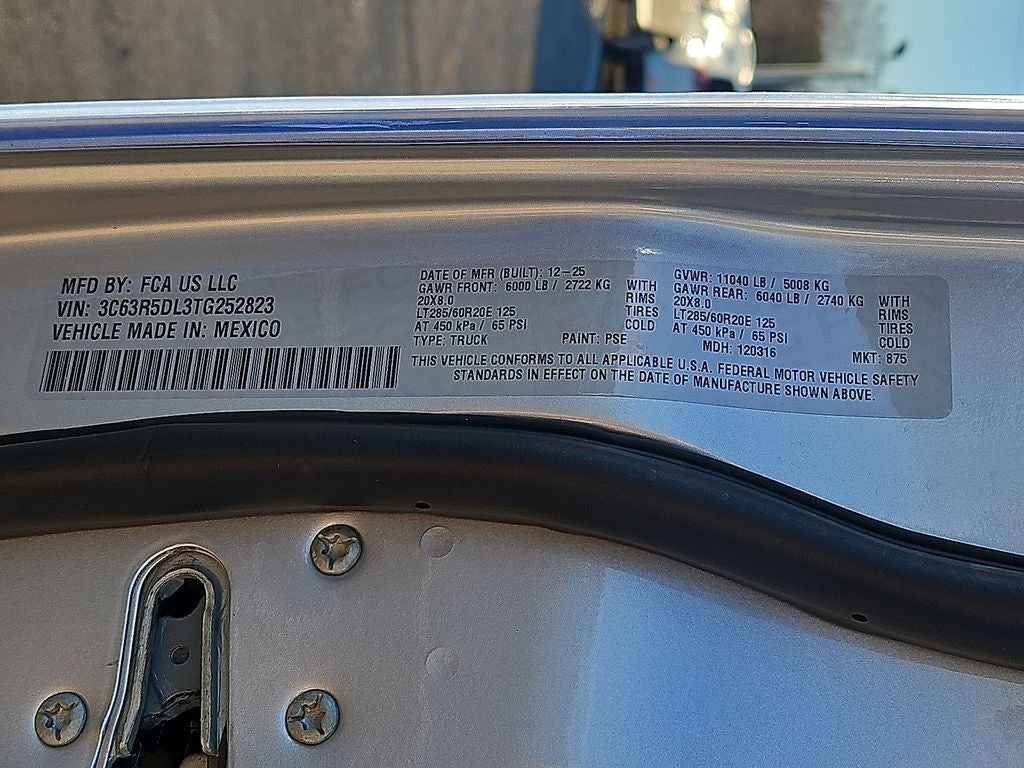 MFD BY: FCA US LLC
VIN: 3C63R5DL3TG252823
VEHICLE MADE IN: MEXICO
DATE OF MFR (BUILT): 12-25
GAWR FRONT: 6000 LB / 2722 KG WITH
20X8.0 RIMS
LT285/60R20E 125 TIRES
AT 450 kPa / 65 PSI COLD
TYPE: TRUCK PAINT: PSE
GVWR: 11040 LB / 5008 KG
GAWR REAR: 6040 LB / 2740 KG WITH
20X8.0 RIMS
LT285/60R20E 125 TIRES
AT 450 kPa / 65 PSI COLD
MDH: 120316 MKT: 875
THIS VEHICLE CONFORMS TO ALL APPLICABLE U.S.A. FEDERAL MOTOR VEHICLE SAFETY
STANDARDS IN EFFECT ON THE DATE OF MANUFACTURE SHOWN ABOVE.